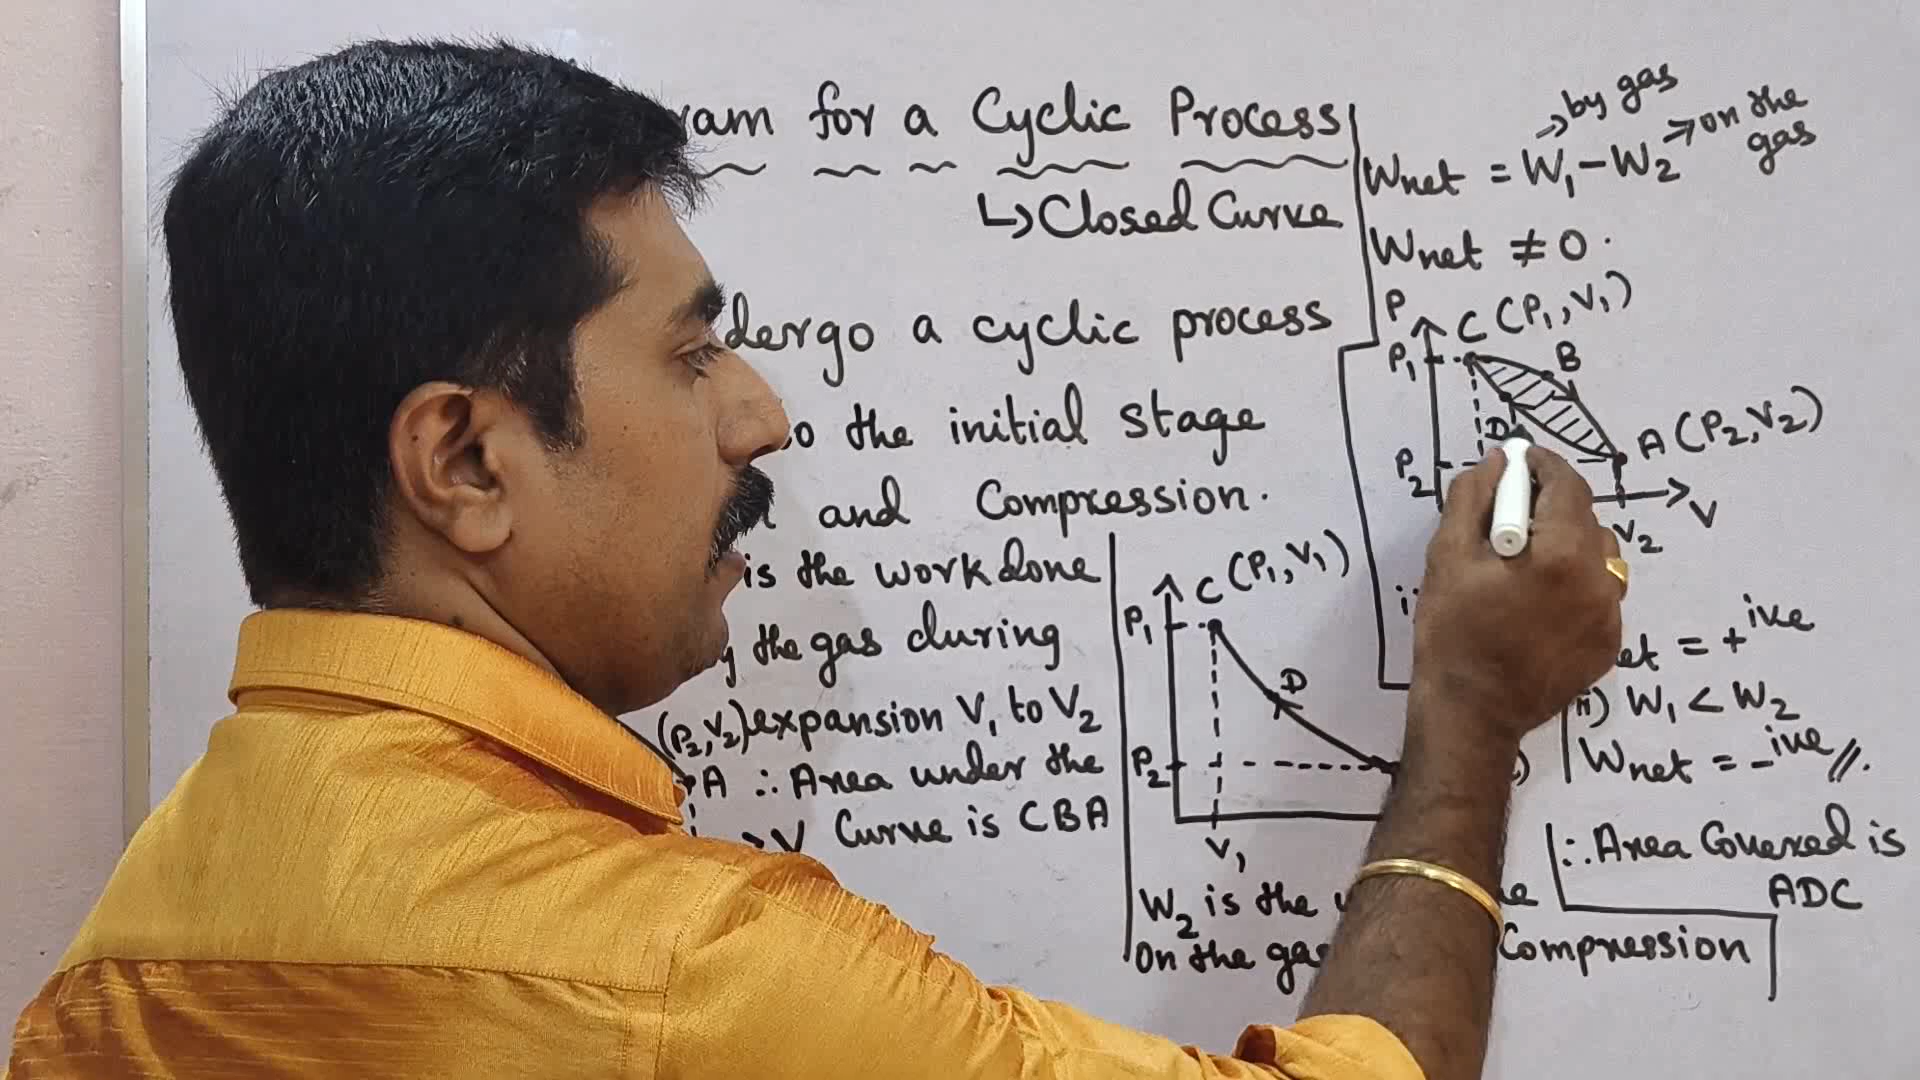 ram for a Cyclic Process
↳ Closed Curve
dergo a cyclic process
to the initial stage
and Compression.
is the work done
the gas during
(P₂, V₂) expansion V₁ to V₂
A ∴ Area under the
V Curve is CBA
C (P₁, V₁)
P₁
D
P₂
V₁
W₂ is the
On the gas Compression
by gas
on the
gas
Wnet = W₁ - W₂
Wnet ≠ 0.
P C (P₁, V₁)
P₁ B
D A (P₂, V₂)
P₂
V
V₂
et = +ive
ii) W₁ < W₂
Wnet = -ive //.
∴ Area Covered is
ADC